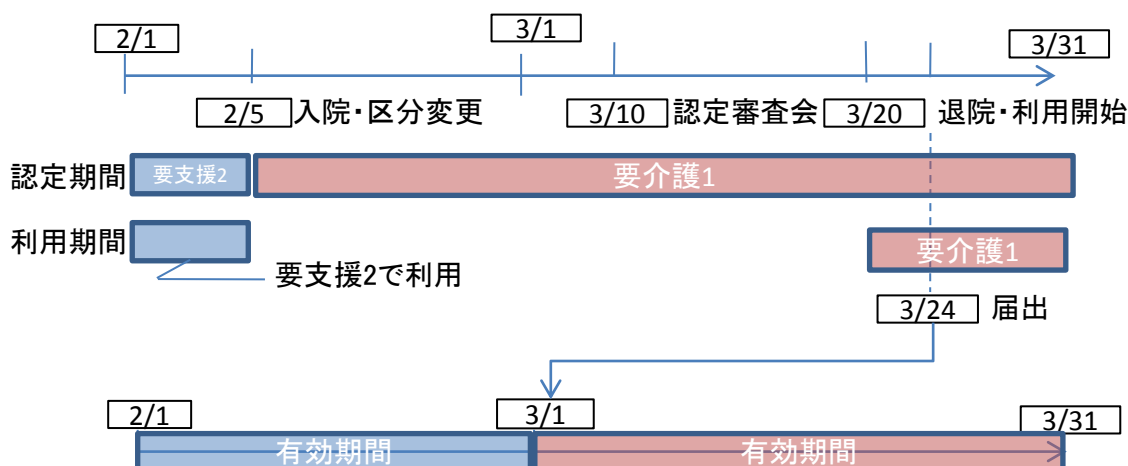 2/1
3/1
3/31
2/5 入院・区分変更
3/10 認定審査会
3/20 退院・利用開始
認定期間
要支援2
要介護1
利用期間
要介護1
要支援2で利用
3/24 届出
2/1
3/1
3/31
有効期間
有効期間